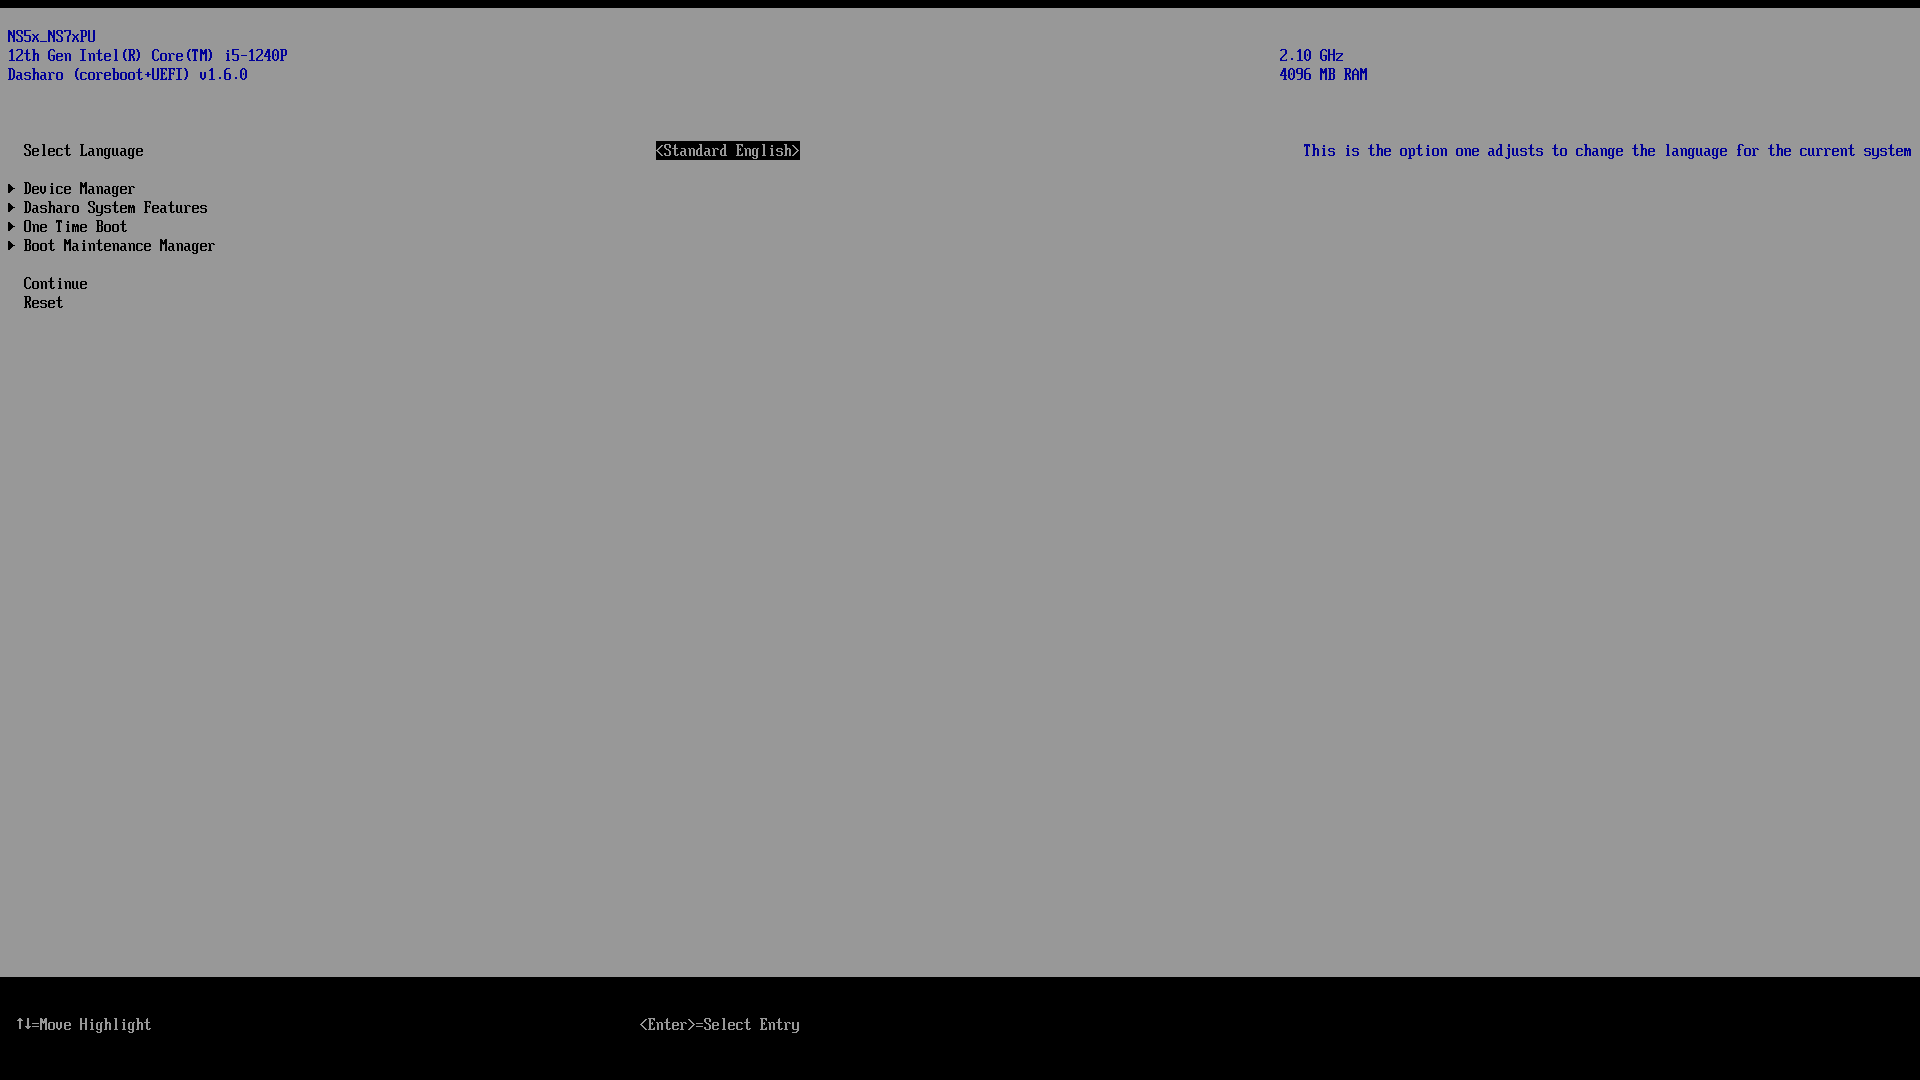 NS5x_NS7xPU
12th Gen Intel(R) Core(TM) i5-1240P 2.10 GHz
Dasharo (coreboot+UEFI) v1.6.0 4096 MB RAM
Select Language <Standard English> This is the option one adjusts to change the language for the current system
Device Manager
Dasharo System Features
One Time Boot
Boot Maintenance Manager
Continue
Reset
↑↓=Move Highlight <Enter>=Select Entry